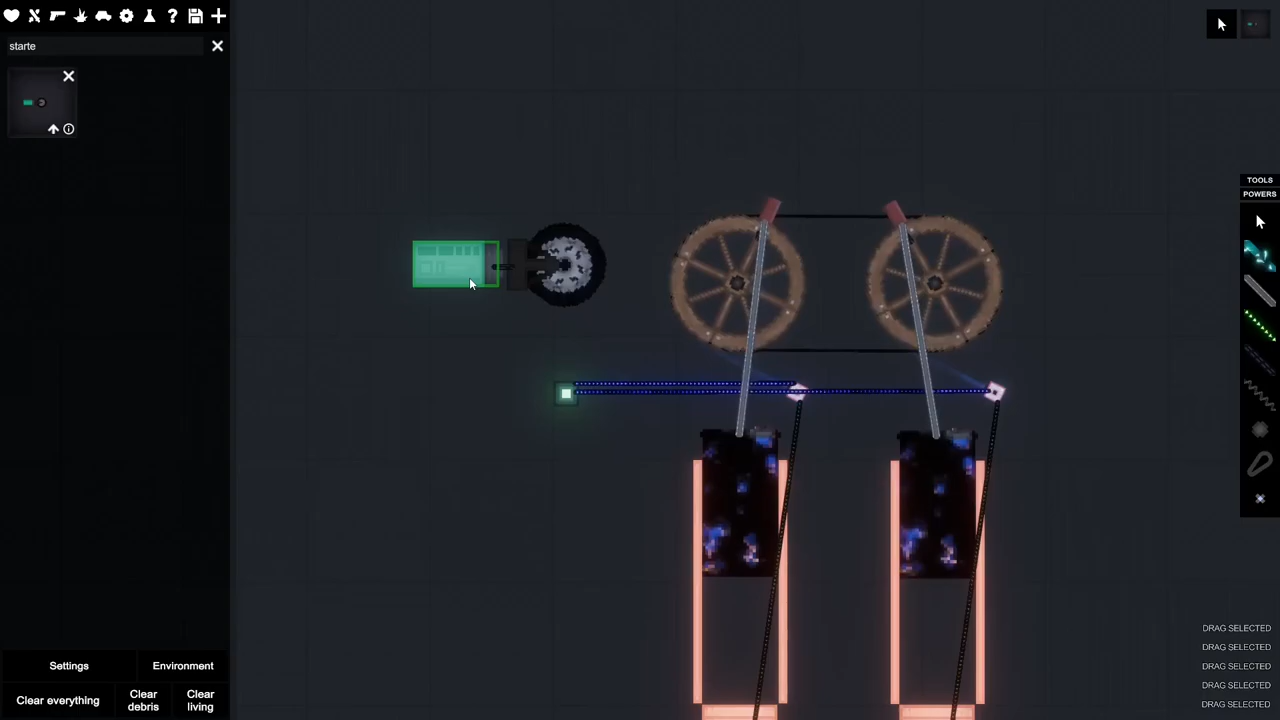 starte
TOOLS
POWERS
DRAG SELECTED
DRAG SELECTED
DRAG SELECTED
DRAG SELECTED
DRAG SELECTED
Settings
Environment
Clear everything
Clear
debris
Clear
living